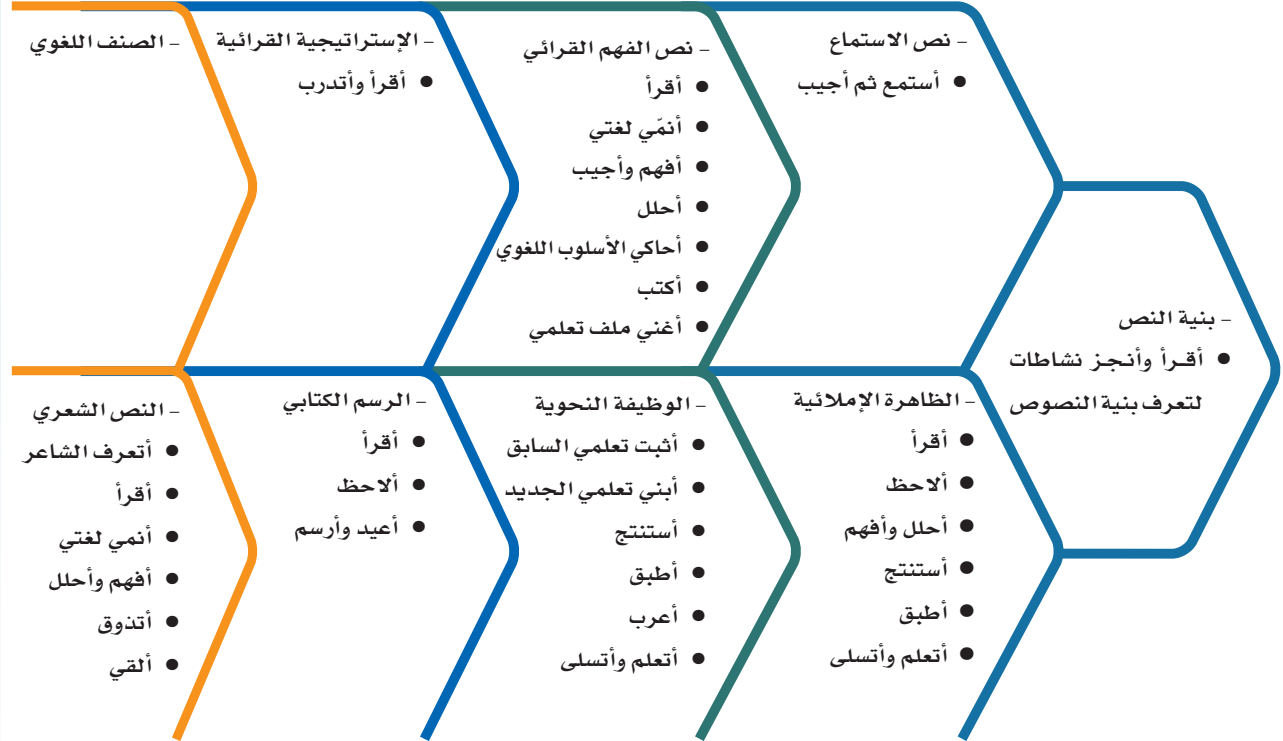 – نص الاستماع
● أستمع ثم أجيب
– نص الفهم القرائي
● أقرأ
● أنمّي لغتي
● أفهم وأجيب
● أحلل
● أحاكي الأسلوب اللغوي
● أكتب
● أغني ملف تعلمي
– الإستراتيجية القرائية
● أقرأ وأتدرب
– الصنف اللغوي
– بنية النص
● أقرأ وأنجز نشاطات
لتعرف بنية النصوص
– الظاهرة الإملائية
● أقرأ
● ألاحظ
● أحلل وأفهم
● أستنتج
● أطبق
● أتعلم وأتسلى
– الوظيفة النحوية
● أثبت تعلمي السابق
● أبني تعلمي الجديد
● أستنتج
● أطبق
● أعرب
● أتعلم وأتسلى
– الرسم الكتابي
● أقرأ
● ألاحظ
● أعيد وأرسم
– النص الشعري
● أتعرف الشاعر
● أقرأ
● أنمي لغتي
● أفهم وأحلل
● أتذوق
● ألقي